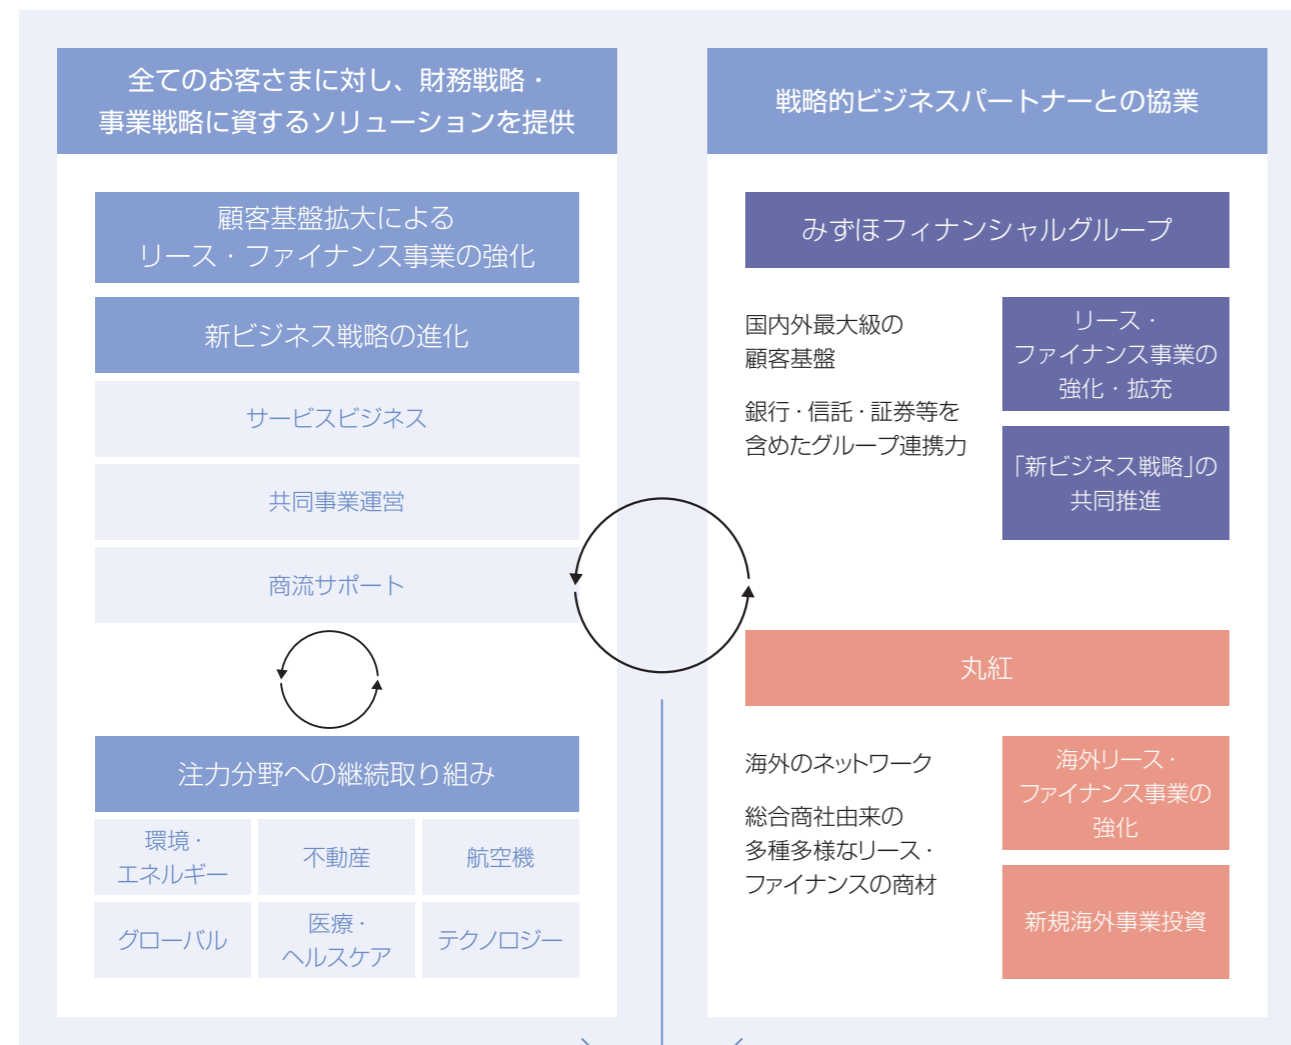 全てのお客さまに対し、財務戦略・
事業戦略に資するソリューションを提供
顧客基盤拡大による
リース・ファイナンス事業の強化
新ビジネス戦略の進化
サービスビジネス
共同事業運営
商流サポート
注力分野への継続取り組み
環境・
エネルギー
不動産
航空機
グローバル
医療・
ヘルスケア
テクノロジー
戦略的ビジネスパートナーとの協業
みずほフィナンシャルグループ
国内外最大級の
顧客基盤
銀行・信託・証券等を
含めたグループ連携力
リース・
ファイナンス事業の
強化・拡充
「新ビジネス戦略」の
共同推進
丸紅
海外のネットワーク
総合商社由来の
多種多様なリース・
ファイナンスの商材
海外リース・
ファイナンス事業の
強化
新規海外事業投資